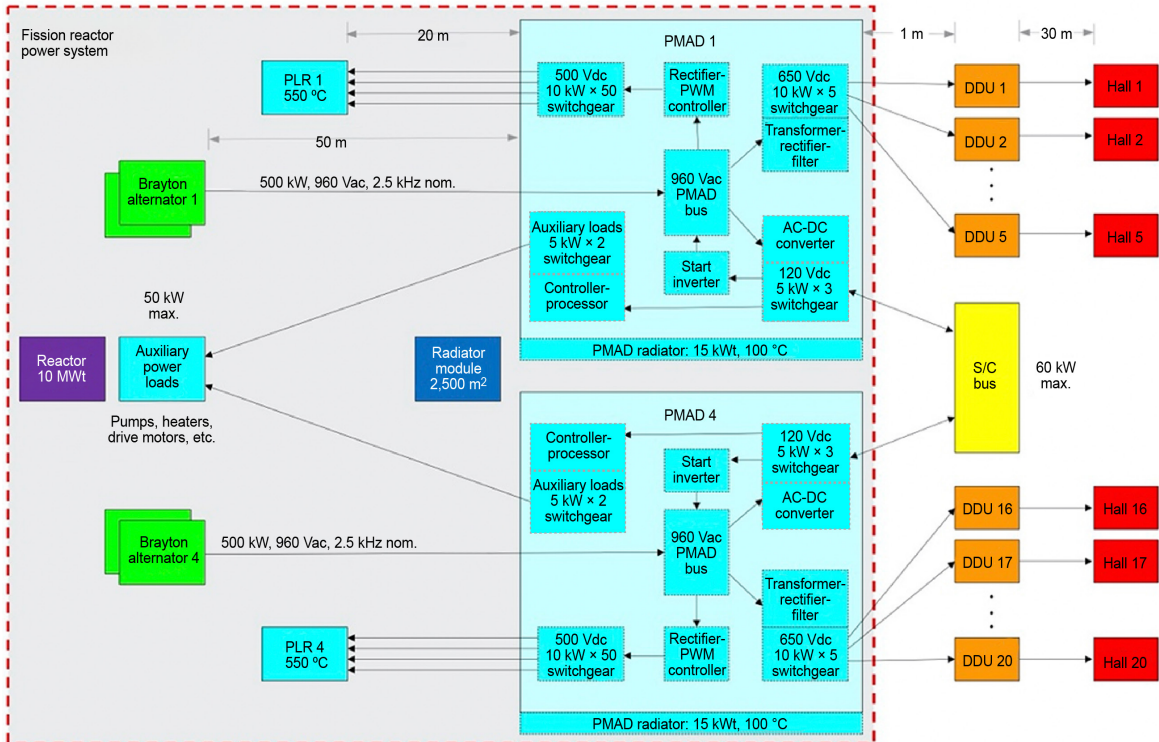 Fission reactor
power system
20 m
PMAD 1
1 m
30 m
PLR 1
550 ºC
500 Vdc
10 kW × 50
switchgear
Rectifier-
PWM
controller
650 Vdc
10 kW × 5
switchgear
Transformer-
rectifier-
filter
DDU 1
Hall 1
DDU 2
Hall 2
50 m
Brayton
alternator 1
500 kW, 960 Vac, 2.5 kHz nom.
960 Vac
PMAD
bus
Auxiliary loads
5 kW × 2
switchgear
Controller-
processor
Start
inverter
AC-DC
converter
120 Vdc
5 kW × 3
switchgear
DDU 5
Hall 5
50 kW
max.
PMAD radiator: 15 kWt, 100 °C
Reactor
10 MWt
Auxiliary
power
loads
Pumps, heaters,
drive motors, etc.
Radiator
module
2,500 m²
S/C
bus
60 kW
max.
PMAD 4
Controller-
processor
Auxiliary loads
5 kW × 2
switchgear
Start
inverter
120 Vdc
5 kW × 3
switchgear
AC-DC
converter
Brayton
alternator 4
500 kW, 960 Vac, 2.5 kHz nom.
960 Vac
PMAD
bus
Transformer-
rectifier-
filter
650 Vdc
10 kW × 5
switchgear
DDU 16
Hall 16
DDU 17
Hall 17
PLR 4
550 ºC
500 Vdc
10 kW × 50
switchgear
Rectifier-
PWM
controller
DDU 20
Hall 20
PMAD radiator: 15 kWt, 100 °C